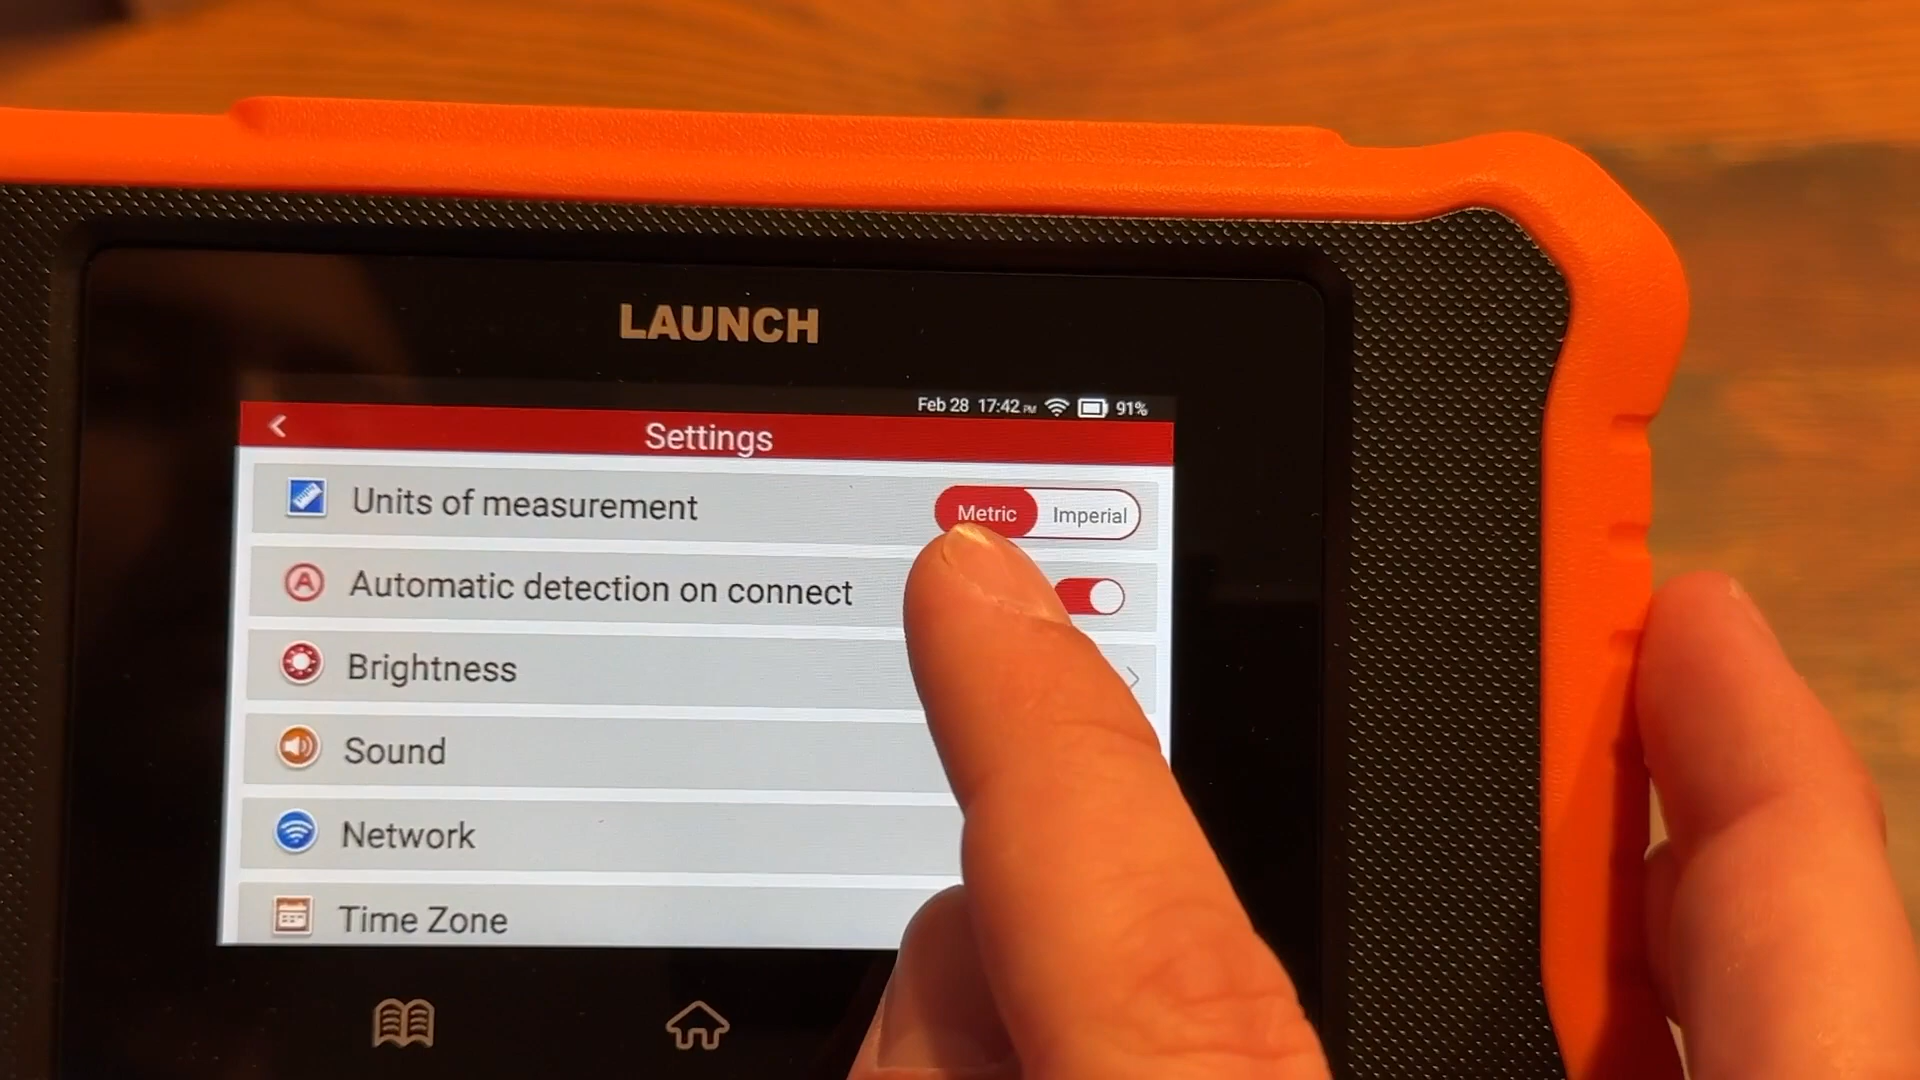 LAUNCH
Feb 28 17:42 PM 91%
Settings
Units of measurement Metric Imperial
Automatic detection on connect
Brightness
Sound
Network
Time Zone